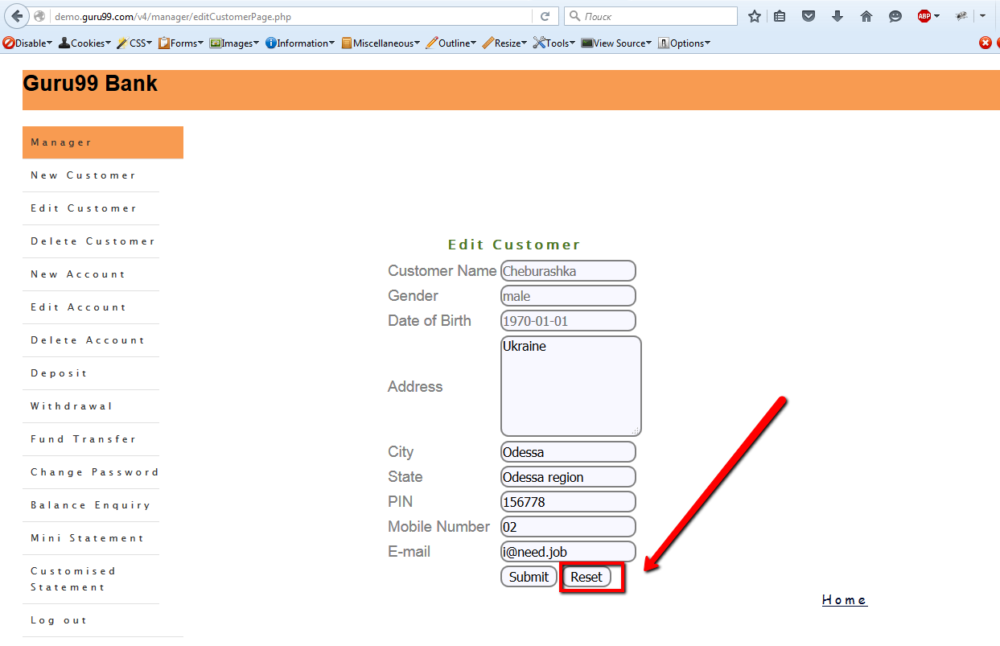 demo.guru99.com/v4/manager/editCustomerPage.php
Поиск
ABP
Disable Cookies CSS Forms Images Information Miscellaneous Outline Resize Tools View Source Options
Guru99 Bank
Manager
New Customer
Edit Customer
Delete Customer
New Account
Edit Account
Delete Account
Deposit
Withdrawal
Fund Transfer
Change Password
Balance Enquiry
Mini Statement
Customised
Statement
Log out
Edit Customer
Customer Name Cheburashka
Gender male
Date of Birth 1970-01-01
Address Ukraine
City Odessa
State Odessa region
PIN 156778
Mobile Number 02
E-mail i@need.job
Submit Reset
Home